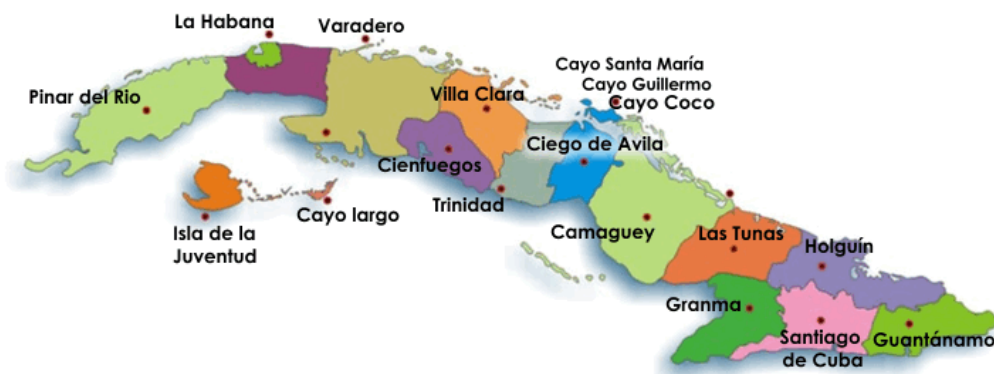 La Habana
Varadero
Cayo Santa María
Cayo Guillermo
Cayo Coco
Pinar del Rio
Villa Clara
Ciego de Avila
Cienfuegos
Trinidad
Cayo largo
Isla de la
Juventud
Camaguey
Las Tunas
Holguín
Granma
Santiago
de Cuba
Guantánamo